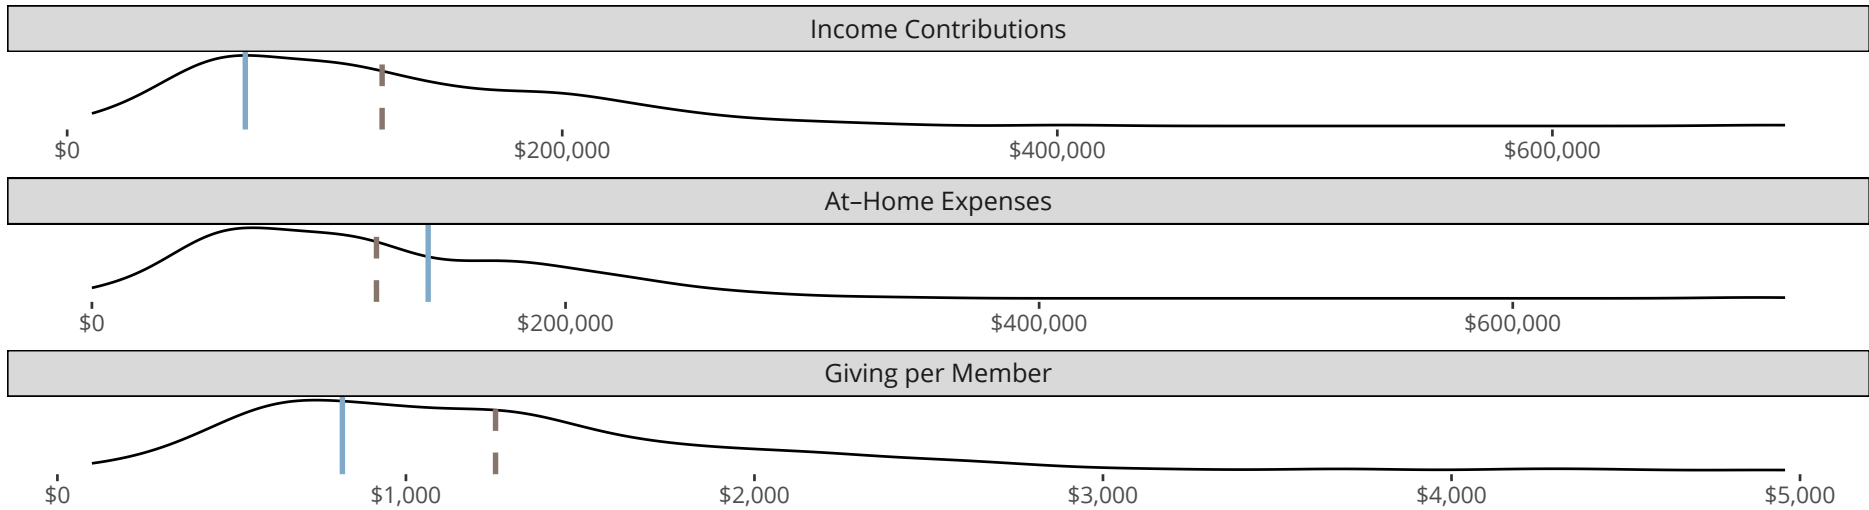 Income Contributions
$0 $200,000 $400,000 $600,000
At–Home Expenses
$0 $200,000 $400,000 $600,000
Giving per Member
$0 $1,000 $2,000 $3,000 $4,000 $5,000